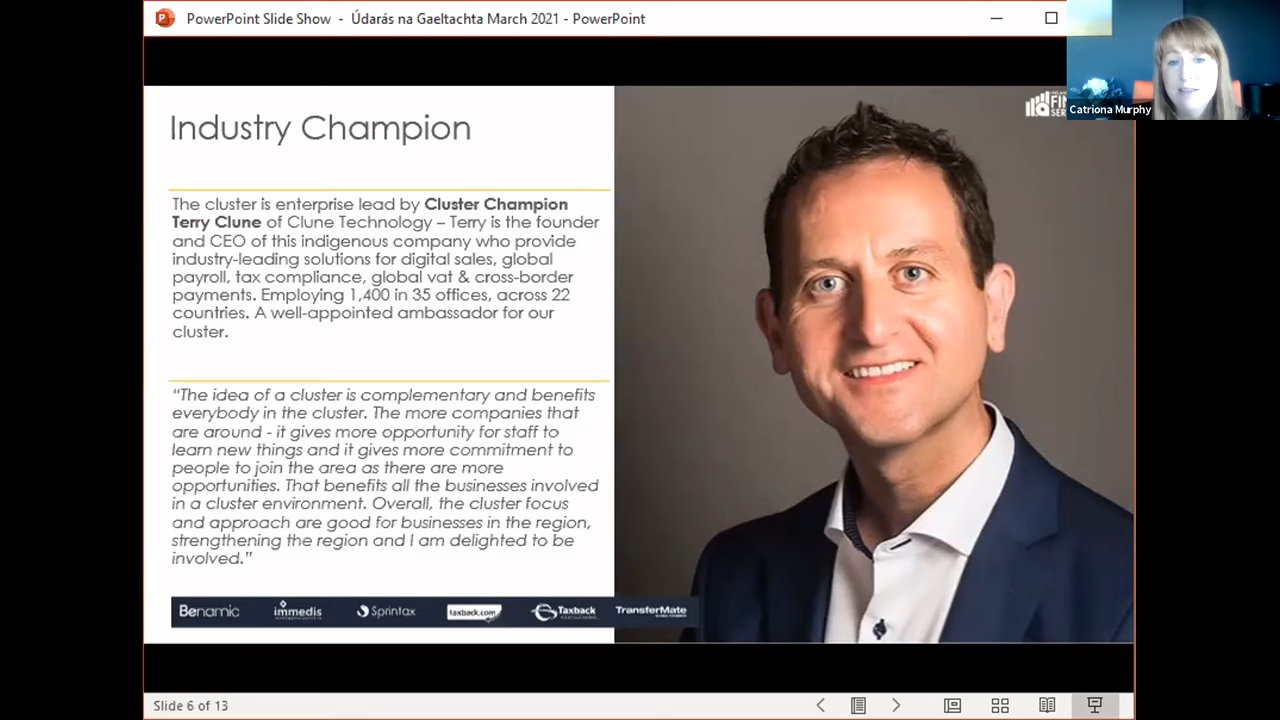 PowerPoint Slide Show - Údarás na Gaeltachta March 2021 - PowerPoint
Catriona Murphy
Industry Champion
The cluster is enterprise lead by Cluster Champion
Terry Clune of Clune Technology – Terry is the founder
and CEO of this indigenous company who provide
industry-leading solutions for digital sales, global
payroll, tax compliance, global vat & cross-border
payments. Employing 1,400 in 35 offices, across 22
countries. A well-appointed ambassador for our
cluster.
“The idea of a cluster is complementary and benefits
everybody in the cluster. The more companies that
are around - it gives more opportunity for staff to
learn new things and it gives more commitment to
people to join the area as there are more
opportunities. That benefits all the businesses involved
in a cluster environment. Overall, the cluster focus
and approach are good for businesses in the region,
strengthening the region and I am delighted to be
involved.”
Benamic immedis Sprintax taxback.com Taxback TransferMate
Slide 6 of 13